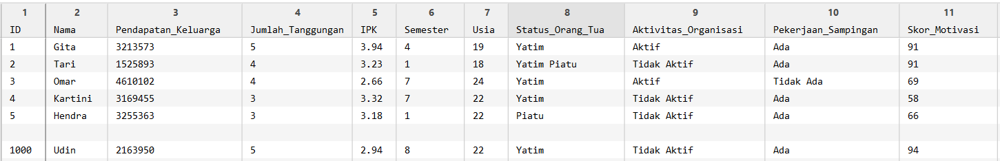 1 2 3 4 5 6 7 8 9 10 11
ID Nama Pendapatan_Keluarga Jumlah_Tanggungan IPK Semester Usia Status_Orang_Tua Aktivitas_Organisasi Pekerjaan_Sampingan Skor_Motivasi
1 Gita 3213573 5 3.94 4 19 Yatim Aktif Ada 91
2 Tari 1525893 4 3.23 1 18 Yatim Piatu Tidak Aktif Ada 91
3 Omar 4610102 4 2.66 7 24 Yatim Aktif Tidak Ada 69
4 Kartini 3169455 3 3.32 7 22 Yatim Tidak Aktif Ada 58
5 Hendra 3255363 3 3.18 1 22 Piatu Tidak Aktif Ada 66
1000 Udin 2163950 5 2.94 8 22 Yatim Tidak Aktif Ada 94